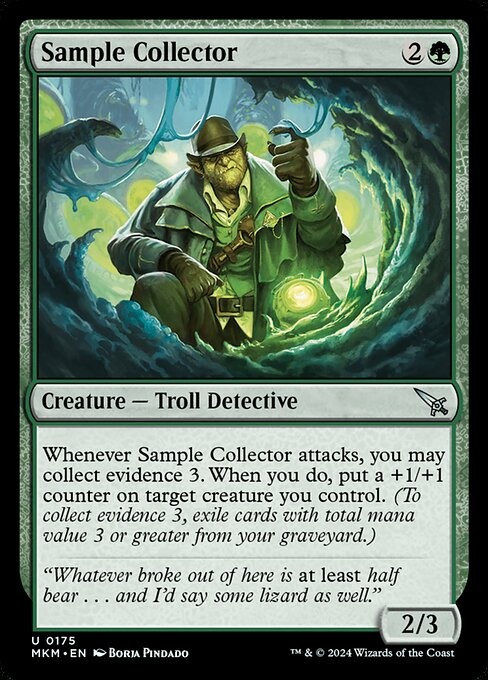 Sample Collector 2
Creature — Troll Detective
Whenever Sample Collector attacks, you may
collect evidence 3. When you do, put a +1/+1
counter on target creature you control. (To
collect evidence 3, exile cards with total mana
value 3 or greater from your graveyard.)
“Whatever broke out of here is at least half
bear . . . and I’d say some lizard as well.”
2/3
U 0175
MKM • EN Borja Pindado
™ & © 2024 Wizards of the Coast